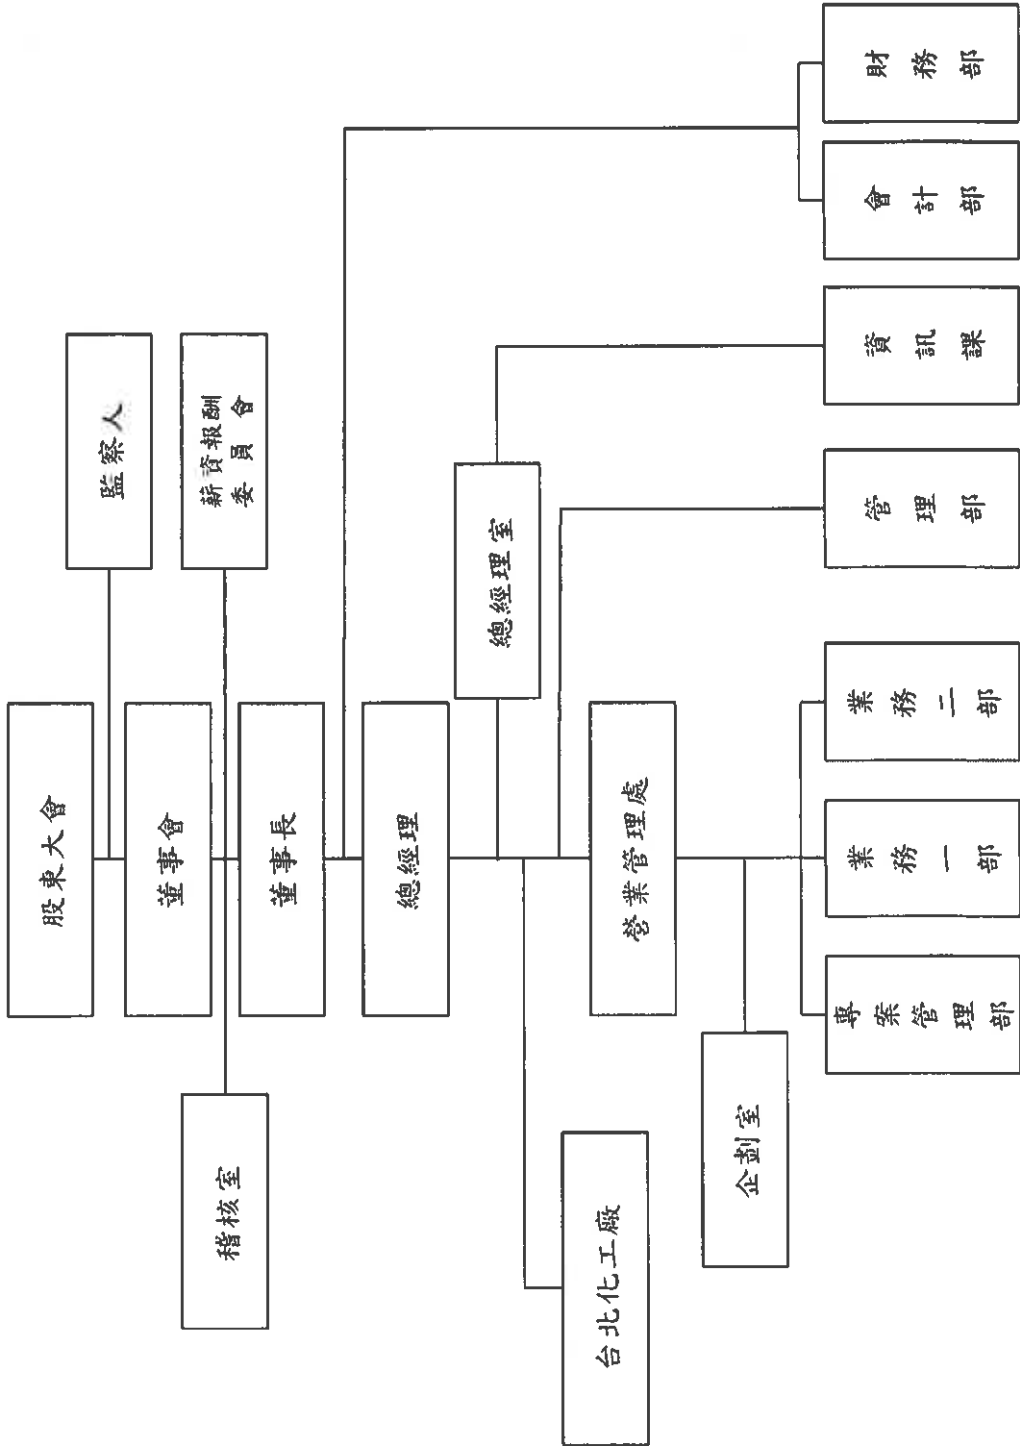 股東大會
監察人
董事會
稽核室
薪資報酬
委員會
董事長
總經理
總經理室
台北化工廠
營業管理處
企劃室
專案管理部
業務一部
業務二部
管理部
資訊課
會計部
財務部